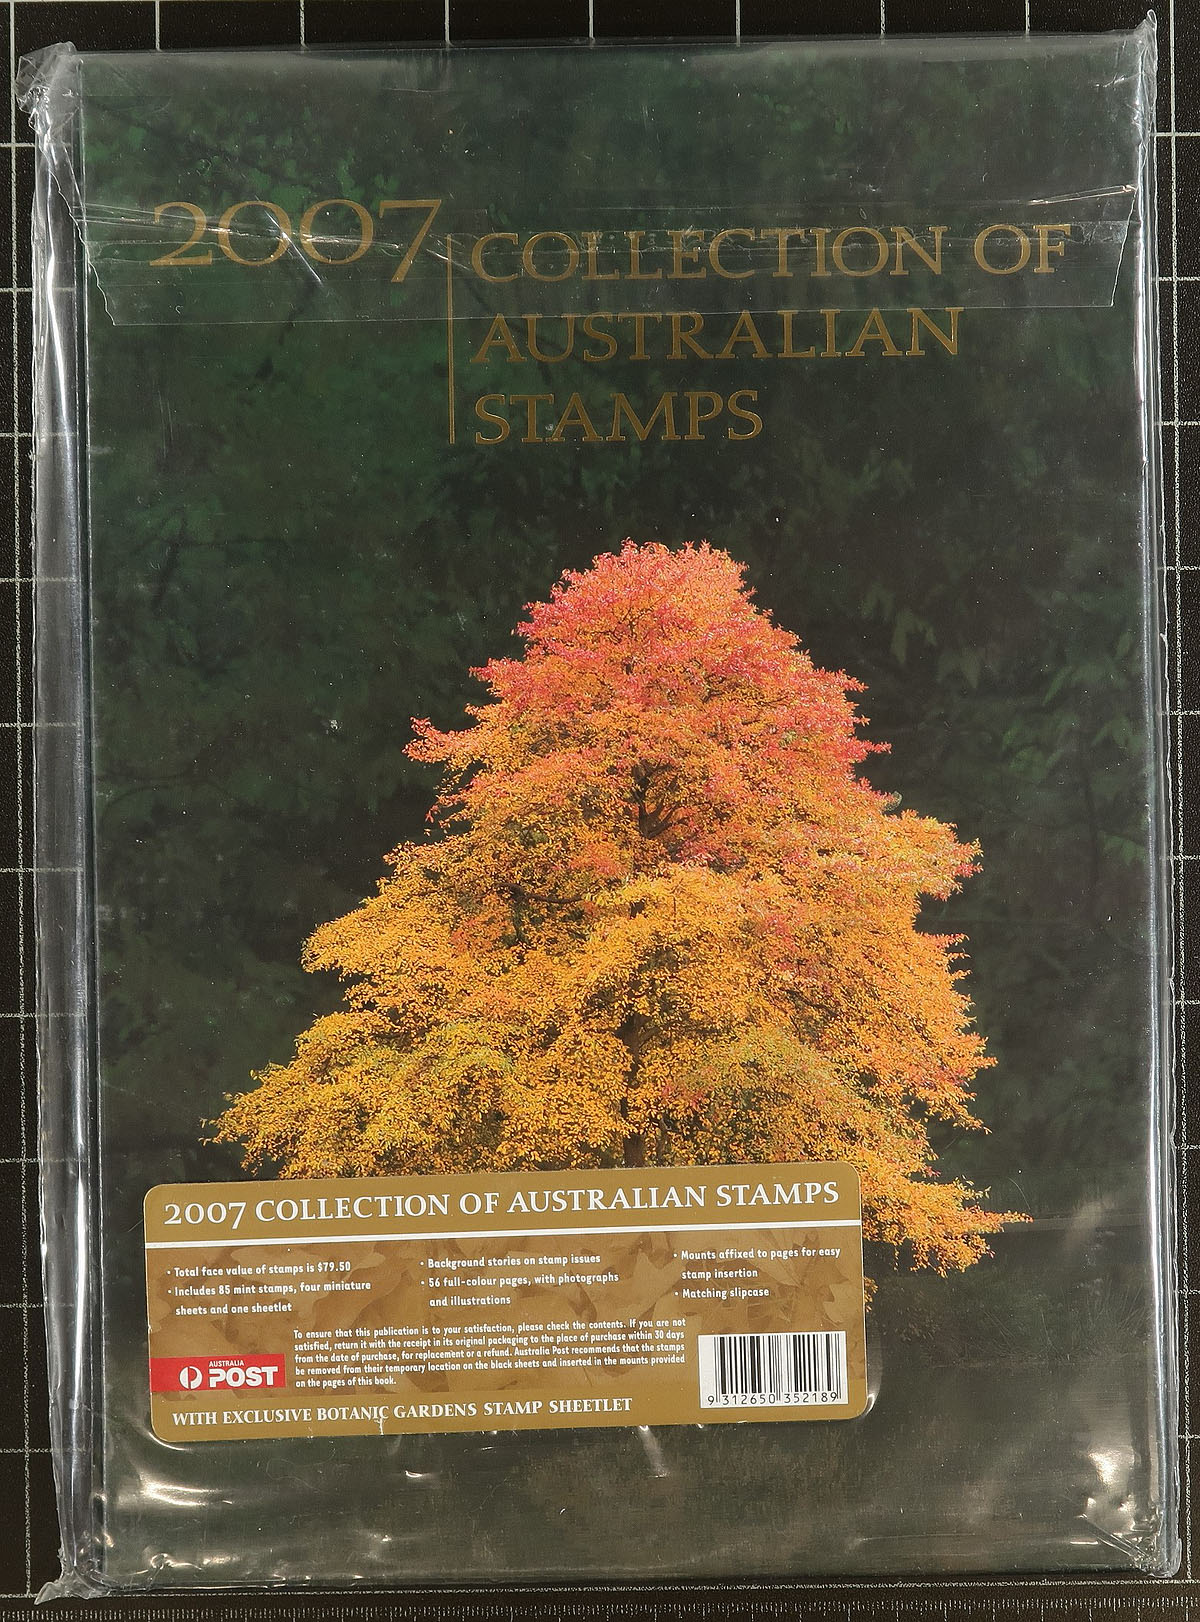 2007
COLLECTION OF
AUSTRALIAN
STAMPS
2007 COLLECTION OF AUSTRALIAN STAMPS
• Total face value of stamps is $79.50
• Includes 85 mint stamps, four miniature
sheets and one sheetlet
• Background stories on stamp issues
• 56 full-colour pages, with photographs
and illustrations
• Mounts affixed to pages for easy
stamp insertion
• Matching slipcase
To ensure that this publication is to your satisfaction, please check the contents. If you are not
satisfied, return it with the receipt in its original packaging to the place of purchase within 30 days
from the date of purchase, for replacement or a refund. Australia Post recommends that the stamps
be removed from their temporary location on the black sheets and inserted in the mounts provided
on the pages of this book.
AUSTRALIA
POST
WITH EXCLUSIVE BOTANIC GARDENS STAMP SHEETLET
9 312650 352189